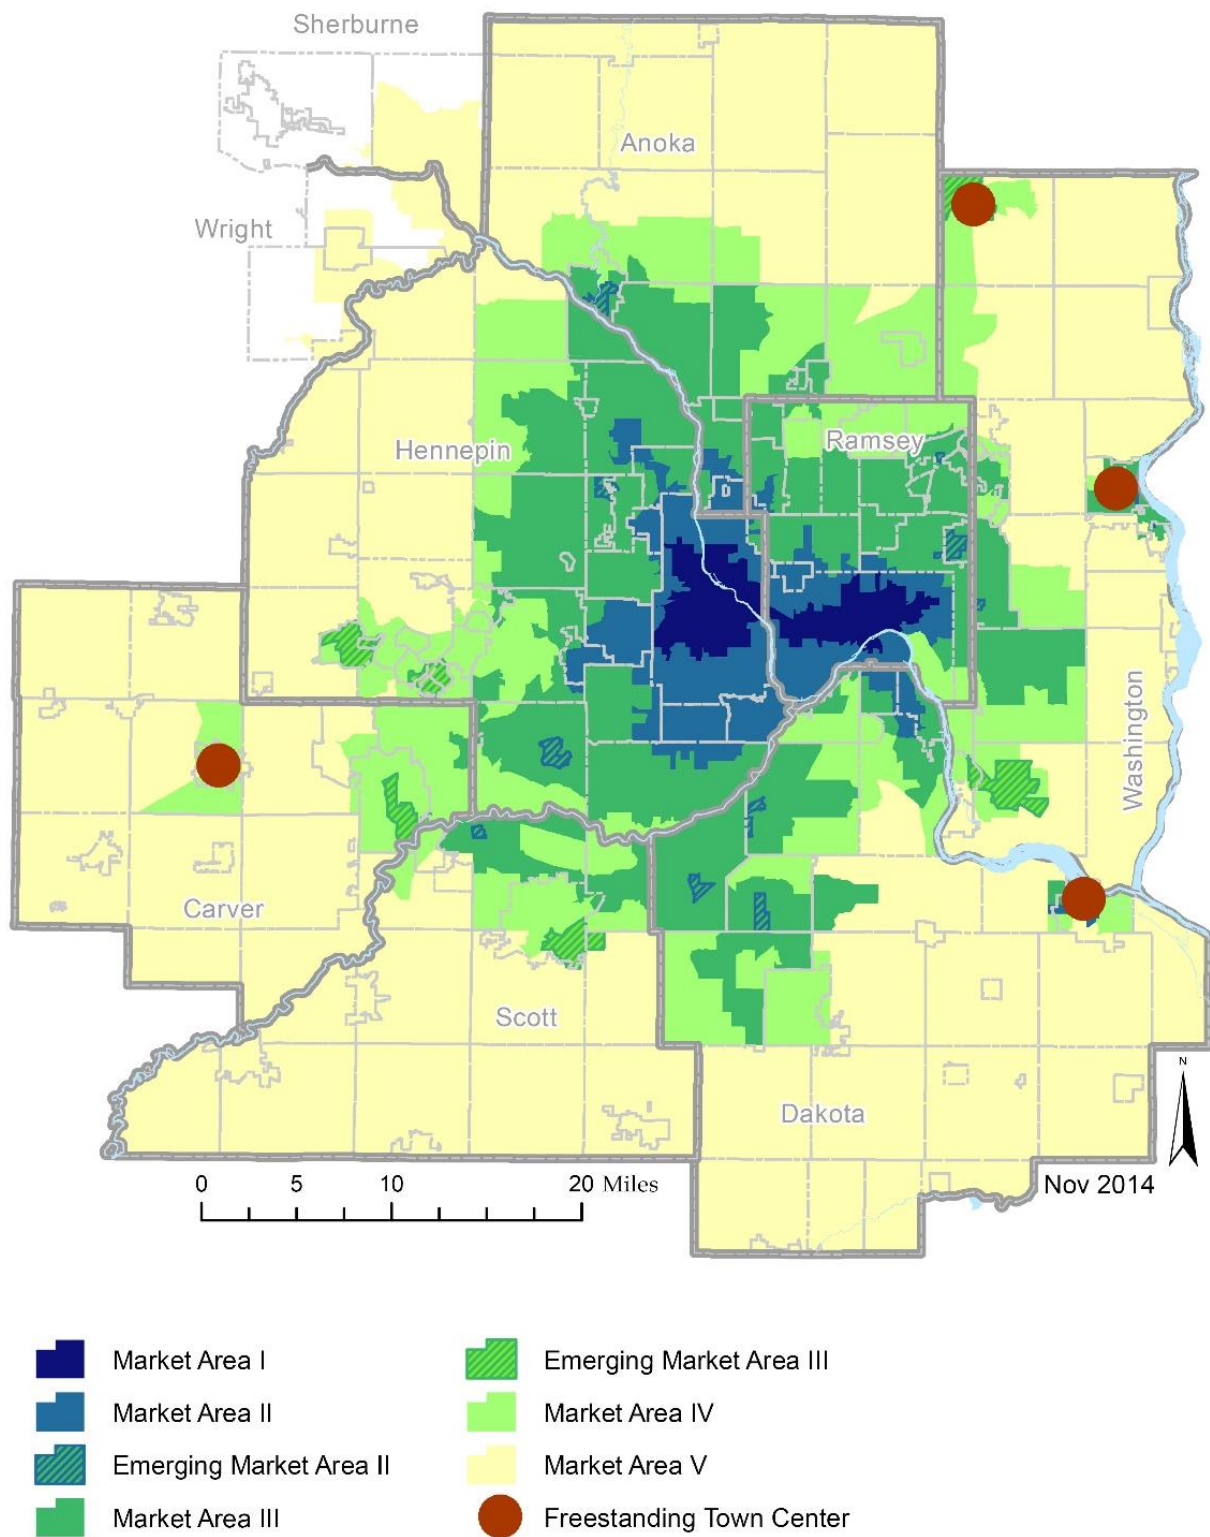 Sherburne
Anoka
Wright
Hennepin
Ramsey
Washington
Carver
Scott
Dakota
N
0 5 10 20 Miles
Nov 2014
Market Area I
Market Area II
Emerging Market Area II
Market Area III
Emerging Market Area III
Market Area IV
Market Area V
Freestanding Town Center